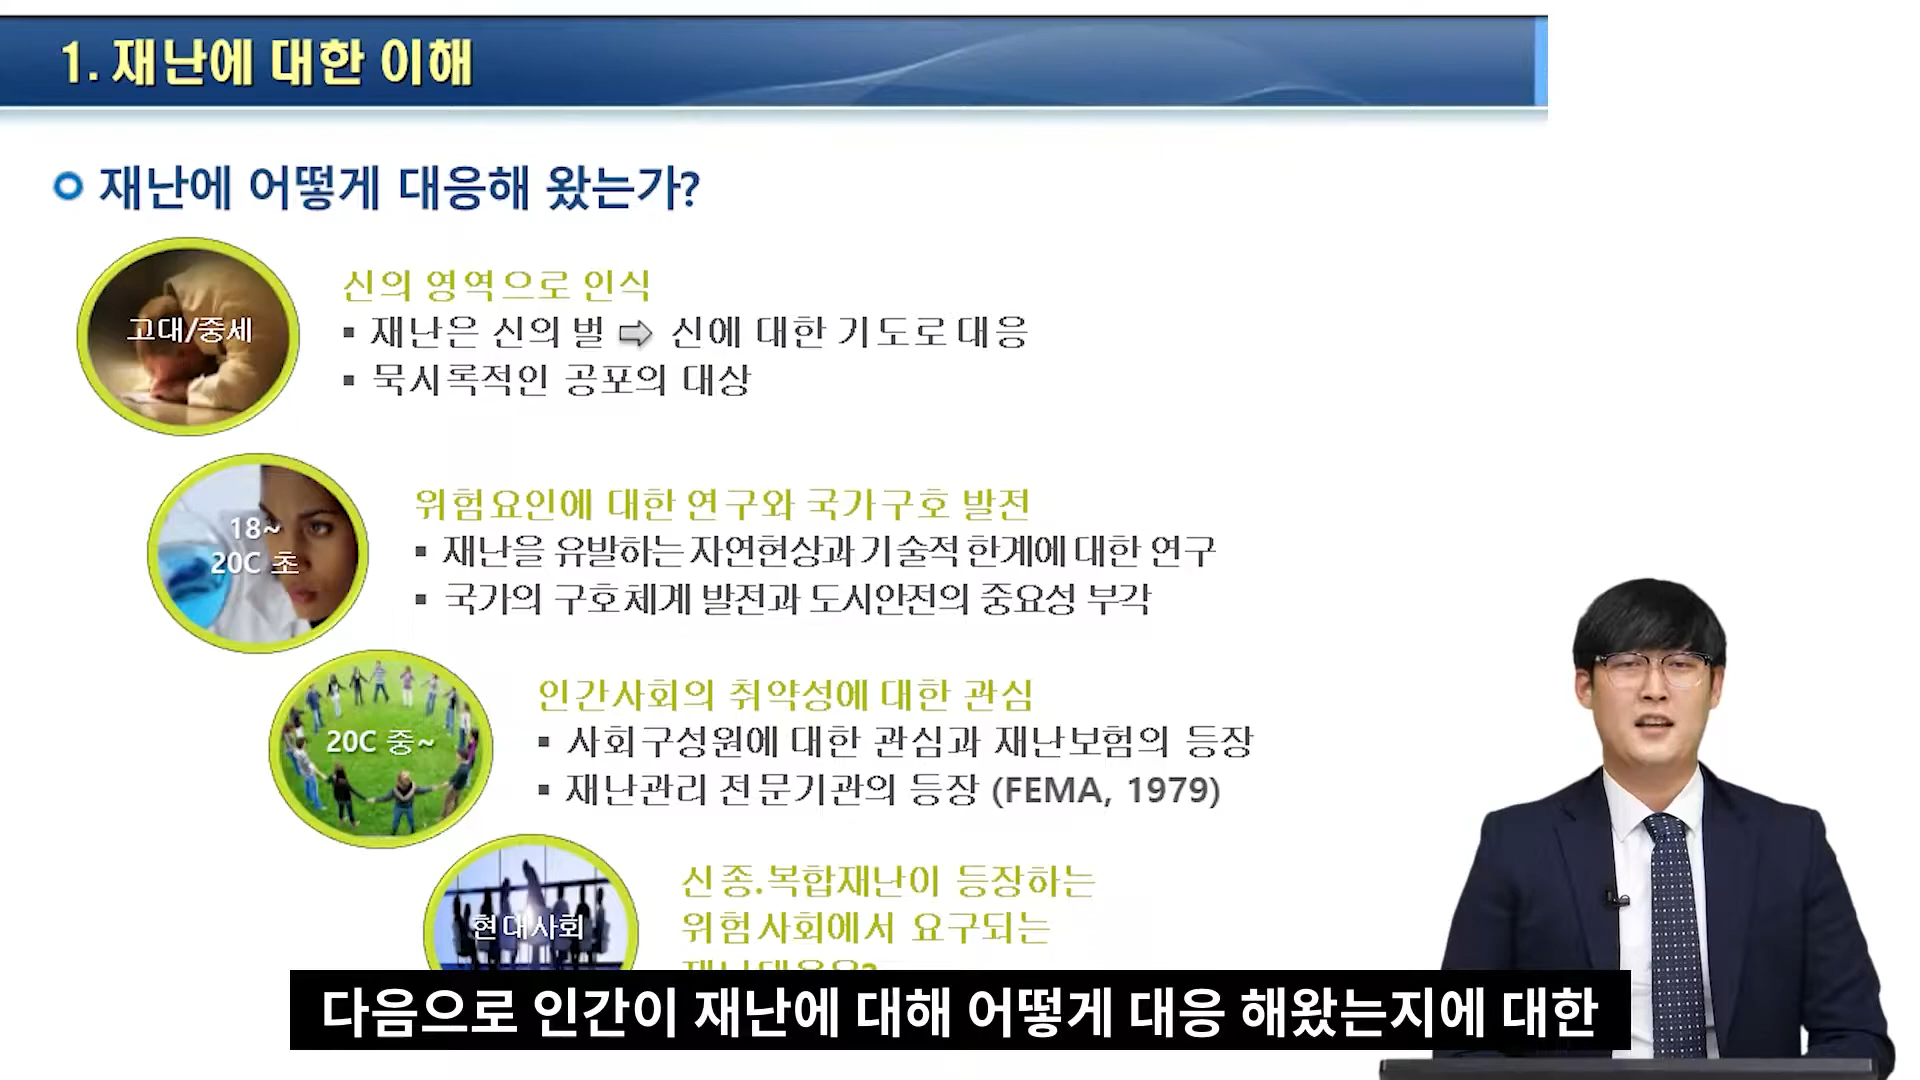 1. 재난에 대한 이해
재난에 어떻게 대응해 왔는가?
고대/중세
신의 영역으로 인식
▪ 재난은 신의 벌 ⇨ 신에 대한 기도로 대응
▪ 묵시록적인 공포의 대상
18~
20C 초
위험요인에 대한 연구와 국가구호 발전
▪ 재난을 유발하는 자연현상과 기술적 한계에 대한 연구
▪ 국가의 구호체계 발전과 도시안전의 중요성 부각
20C 중~
인간사회의 취약성에 대한 관심
▪ 사회구성원에 대한 관심과 재난보험의 등장
▪ 재난관리 전문기관의 등장 (FEMA, 1979)
현대사회
신종.복합재난이 등장하는
위험사회에서 요구되는
다음으로 인간이 재난에 대해 어떻게 대응 해왔는지에 대한